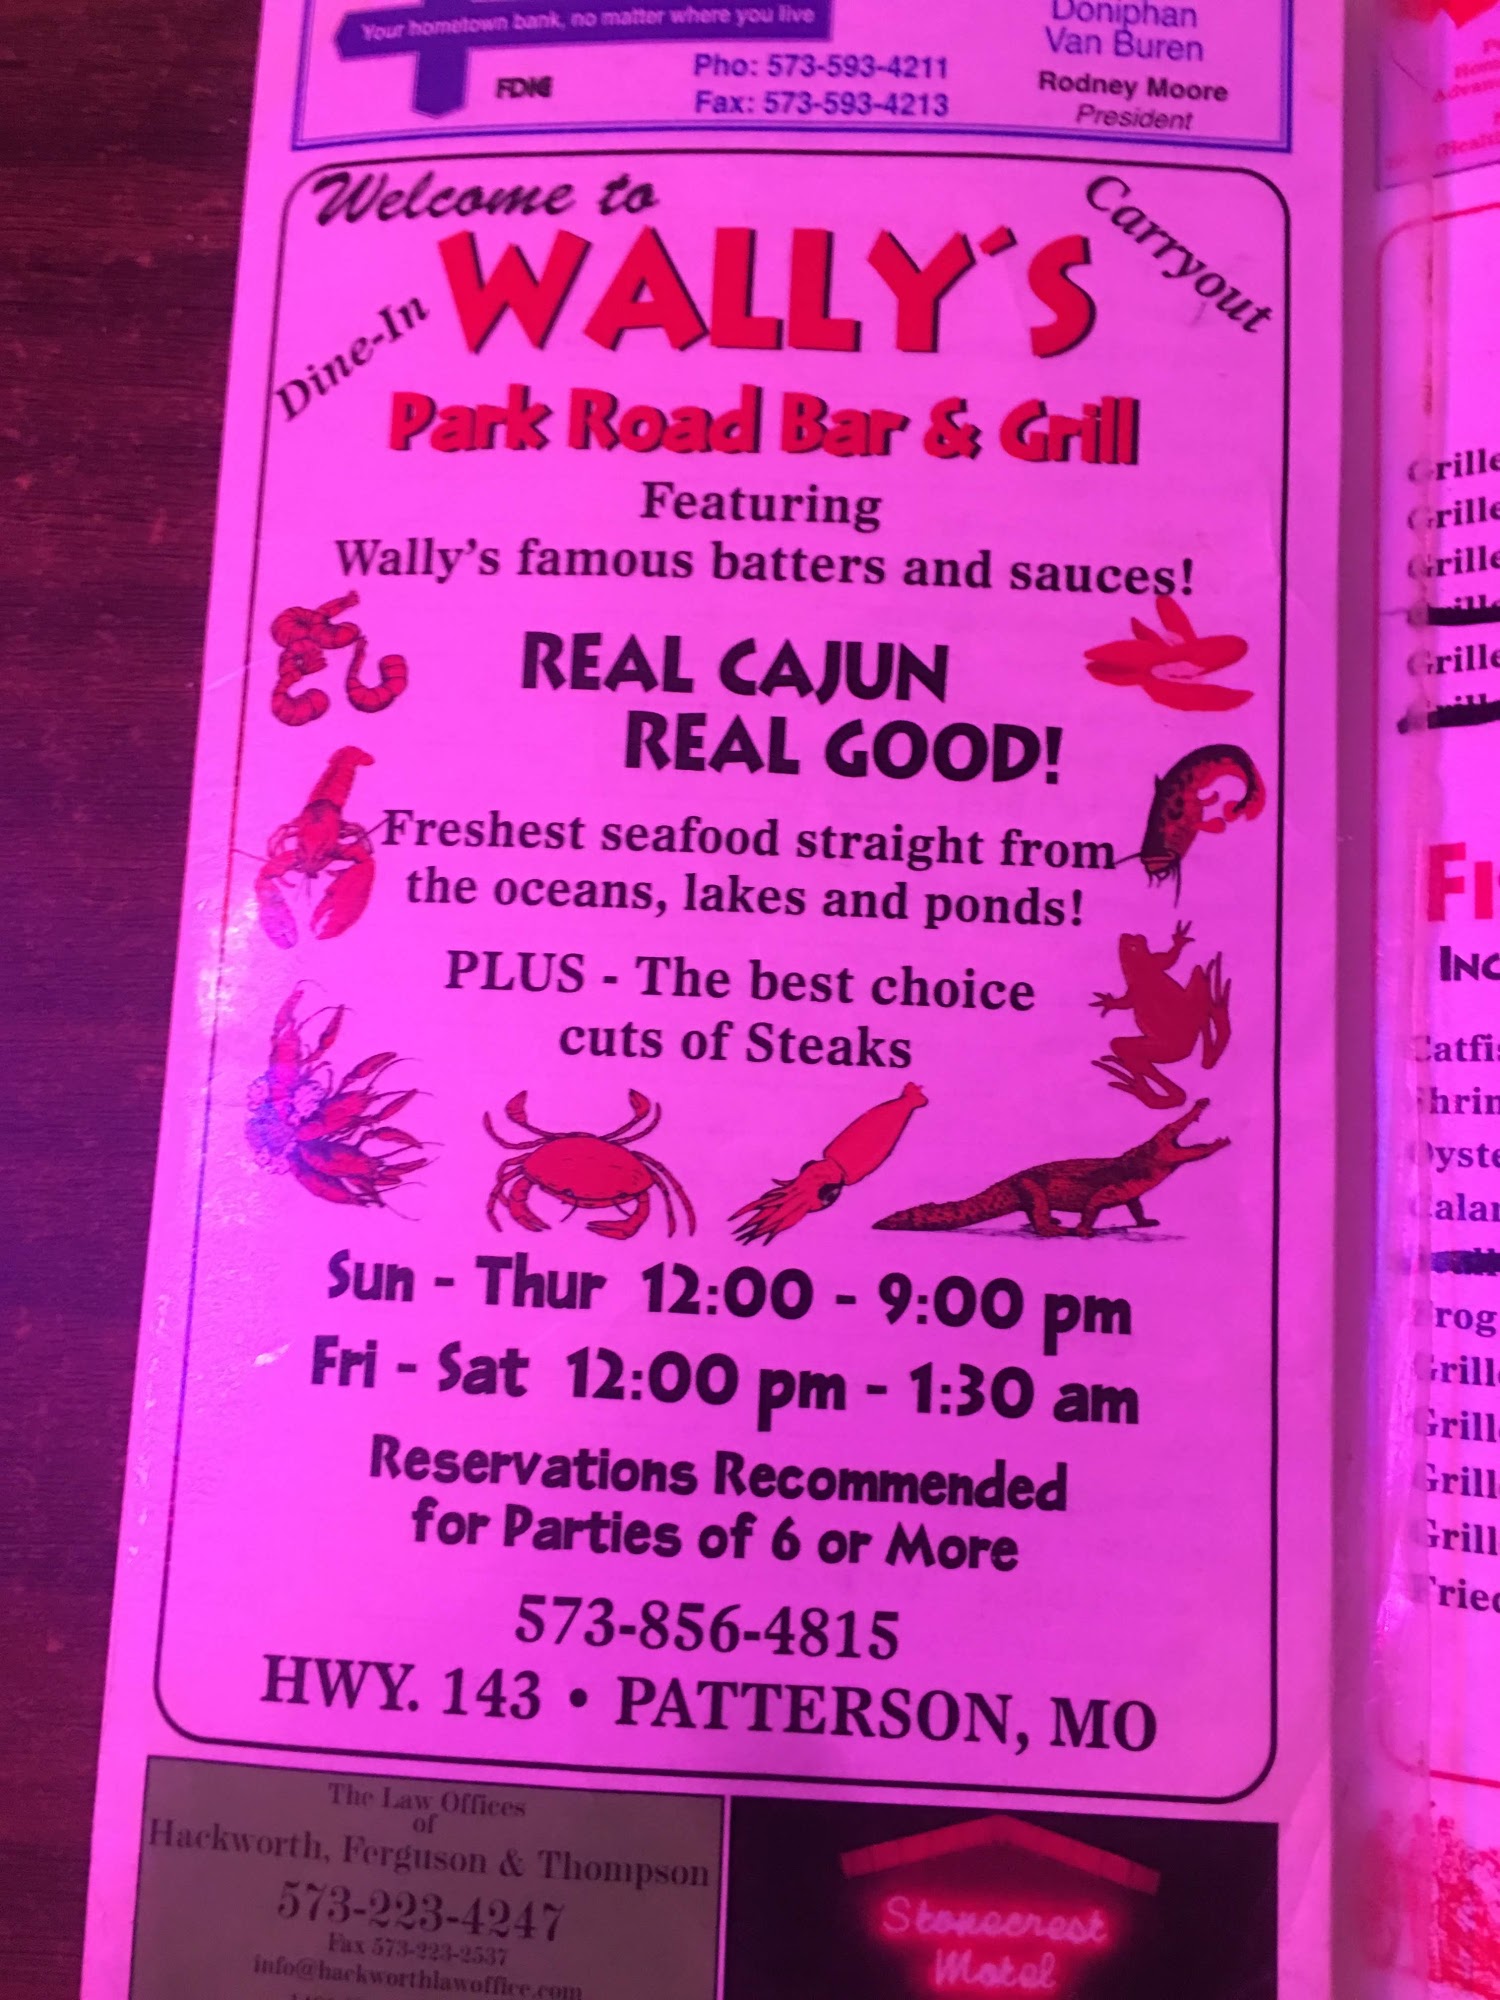 Your hometown bank, no matter where you live
FDIC
Pho: 573-593-4211
Fax: 573-593-4213
Doniphan
Van Buren
Rodney Moore
President
Welcome to
Dine-In
Carryout
WALLY'S
Park Road Bar & Grill
Featuring
Wally's famous batters and sauces!
REAL CAJUN
REAL GOOD!
Freshest seafood straight from
the oceans, lakes and ponds!
PLUS - The best choice
cuts of Steaks
Sun - Thur 12:00 - 9:00 pm
Fri - Sat 12:00 pm - 1:30 am
Reservations Recommended
for Parties of 6 or More
573-856-4815
HWY. 143 • PATTERSON, MO
The Law Offices
of
Hackworth, Ferguson & Thompson
573-223-4247
Fax 573-223-2537
info@hackworthlawoffice.com
Stonecrest
Motel